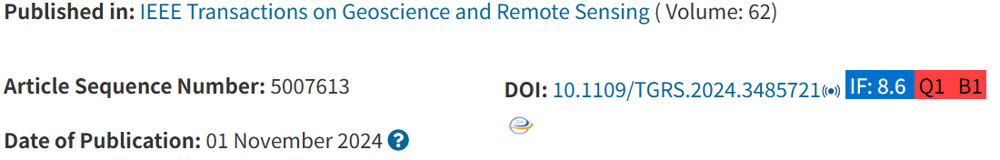 Published in: IEEE Transactions on Geoscience and Remote Sensing ( Volume: 62)
Article Sequence Number: 5007613
DOI: 10.1109/TGRS.2024.3485721 IF: 8.6 Q1 B1
Date of Publication: 01 November 2024 ?